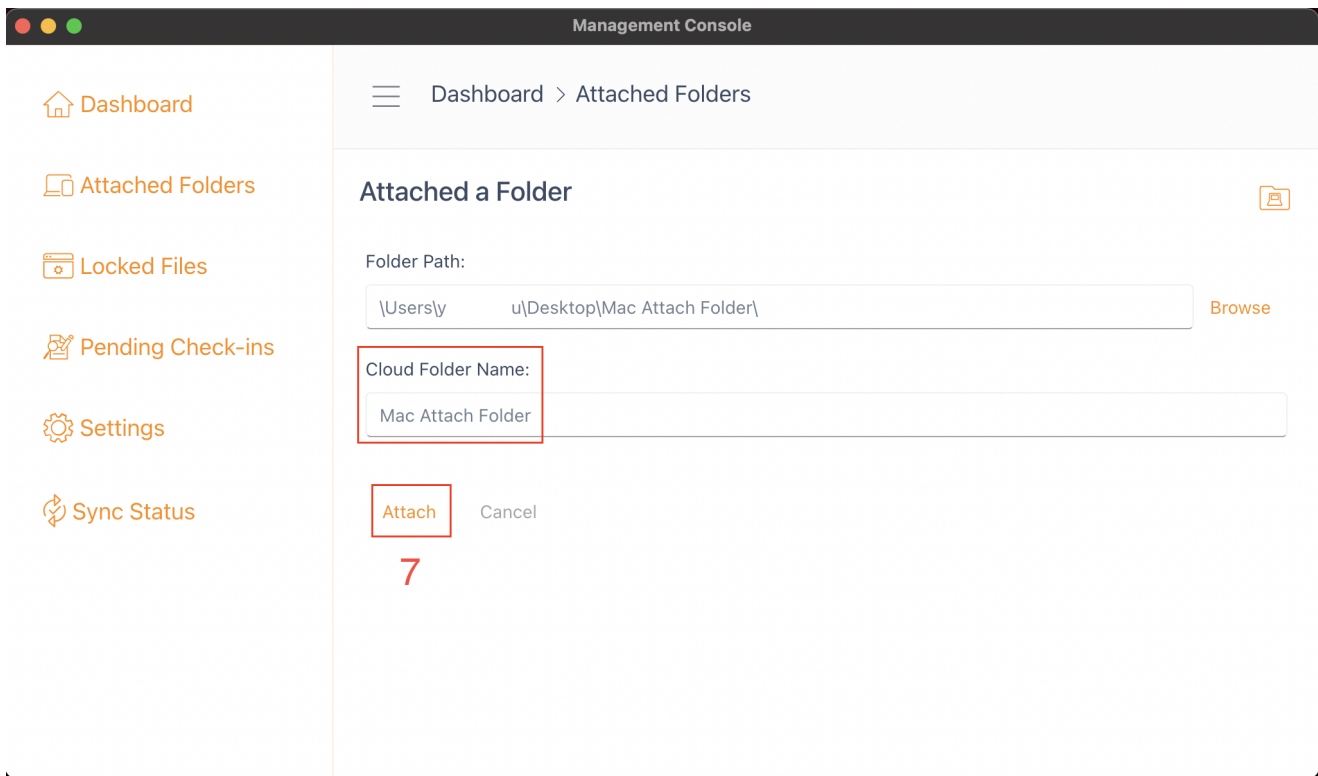 Management Console
Dashboard
Attached Folders
Locked Files
Pending Check-ins
Settings
Sync Status
Dashboard > Attached Folders
Attached a Folder
Folder Path:
\Users\y u\Desktop\Mac Attach Folder\
Browse
Cloud Folder Name:
Mac Attach Folder
Attach Cancel
7